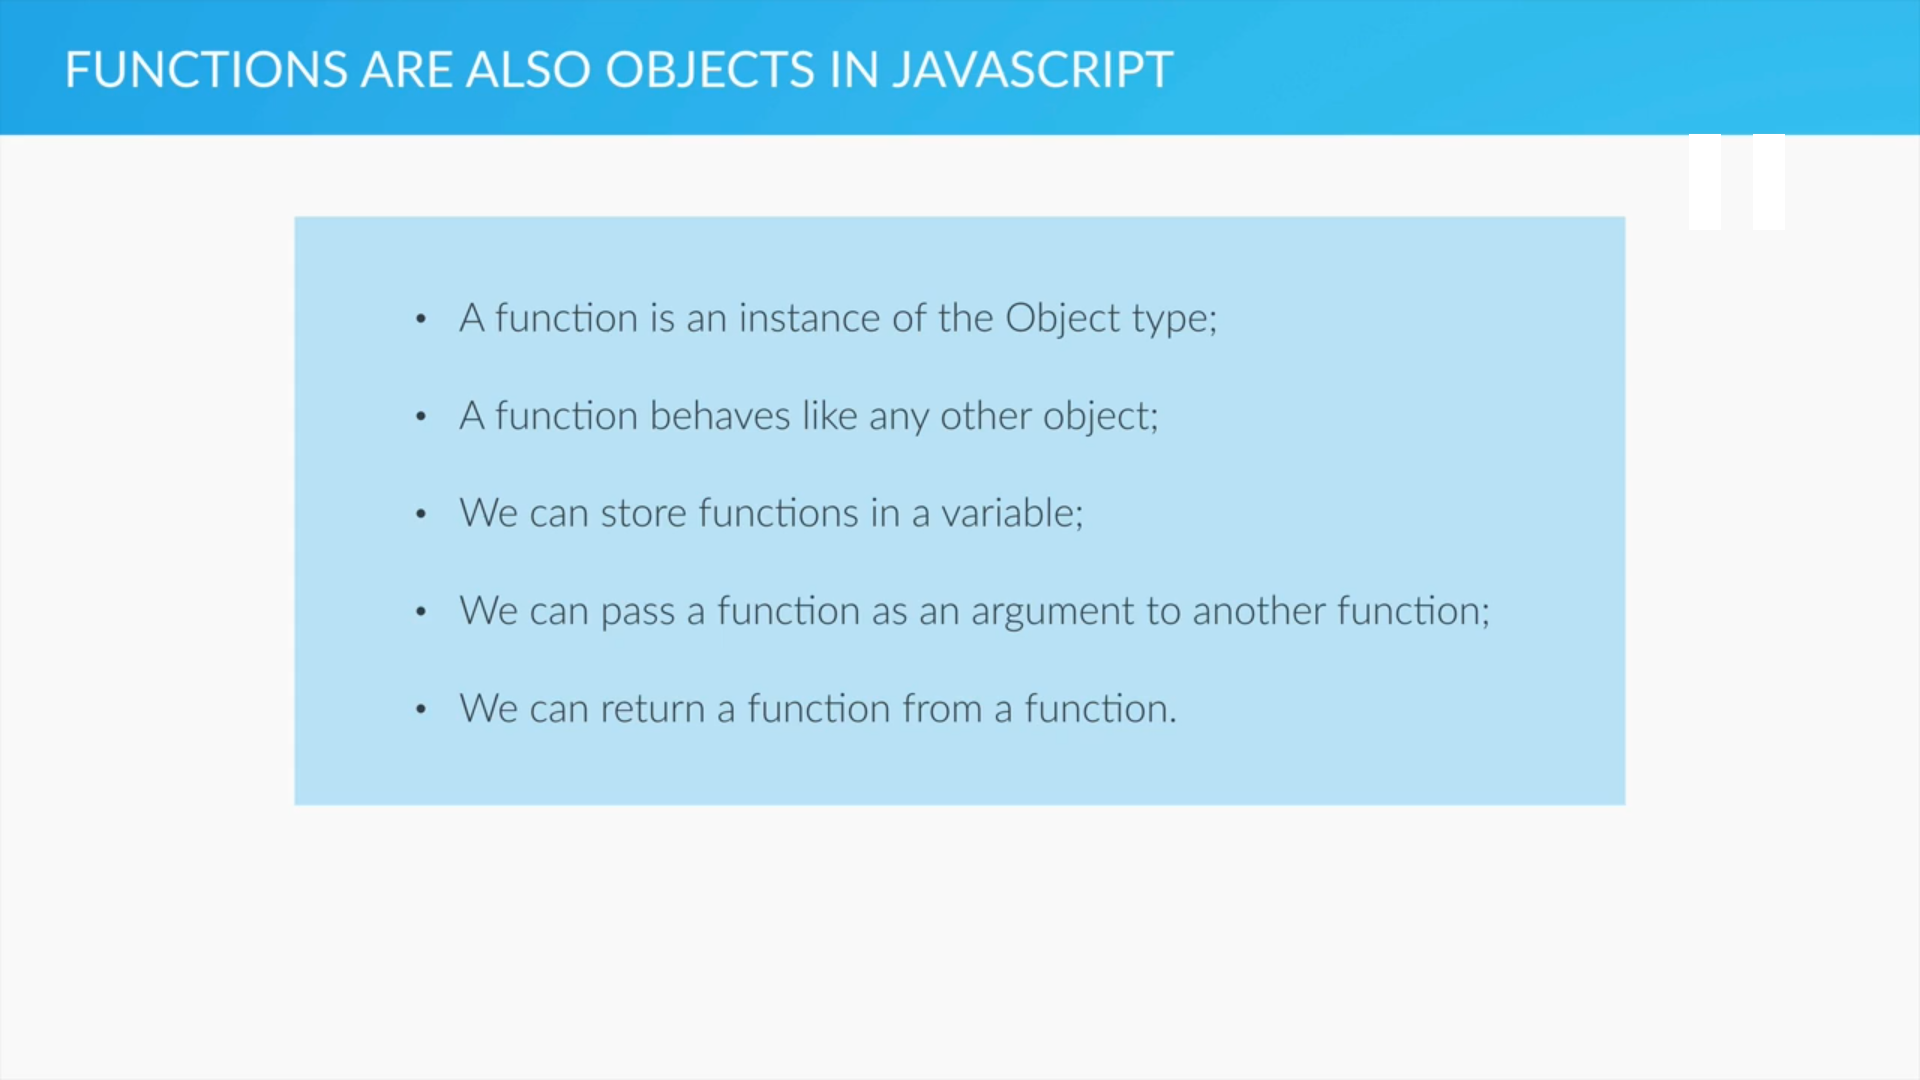 FUNCTIONS ARE ALSO OBJECTS IN JAVASCRIPT
• A function is an instance of the Object type;
• A function behaves like any other object;
• We can store functions in a variable;
• We can pass a function as an argument to another function;
• We can return a function from a function.